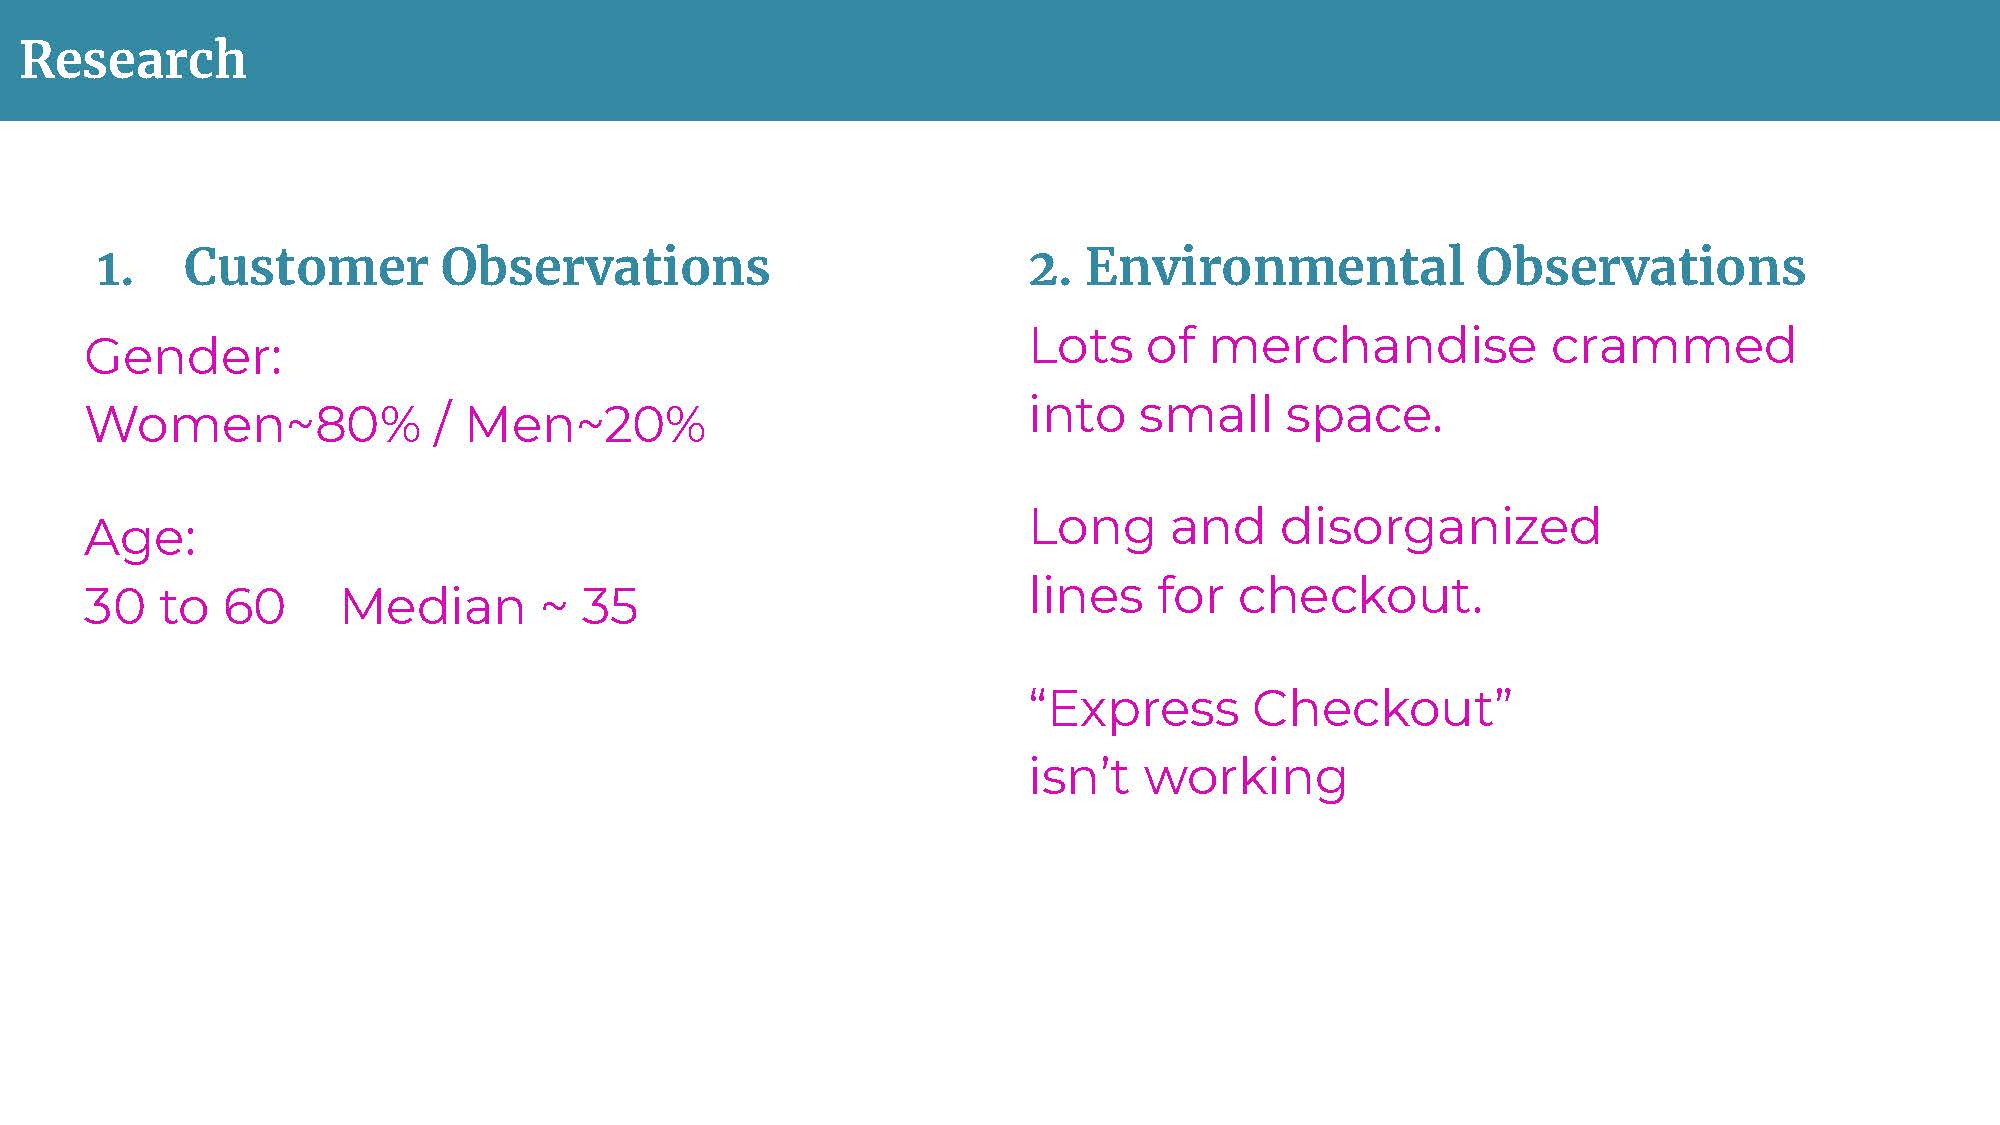 Research
1. Customer Observations
Gender:
Women~80% / Men~20%
Age:
30 to 60 Median ~ 35
2. Environmental Observations
Lots of merchandise crammed
into small space.
Long and disorganized
lines for checkout.
“Express Checkout”
isn’t working